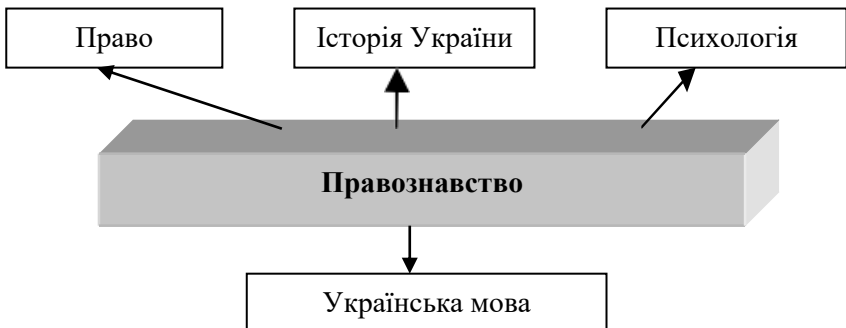 Право
Історія України
Психологія
Правознавство
Українська мова